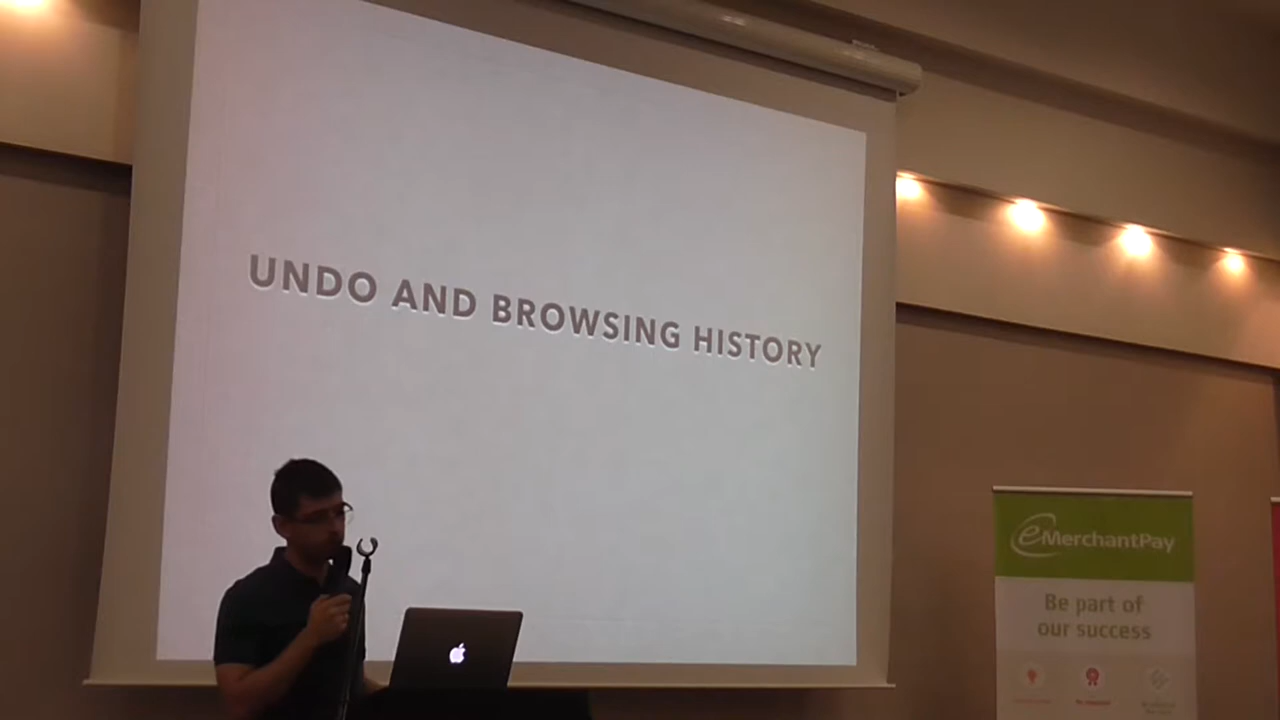 UNDO AND BROWSING HISTORY
eMerchantPay
Be part of
our success